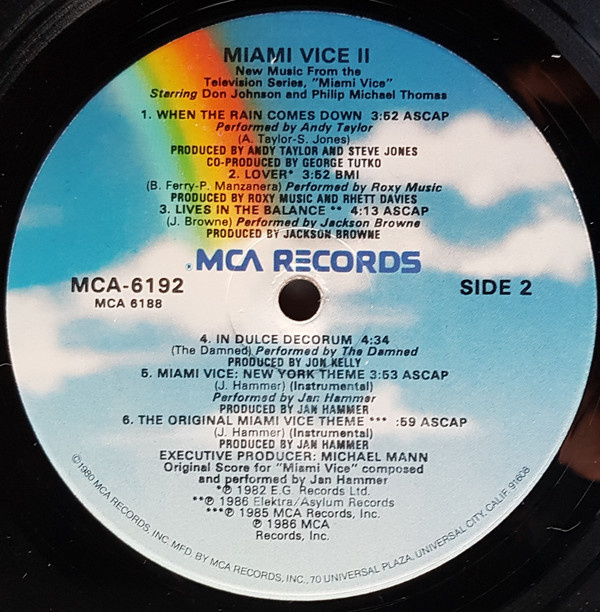 MIAMI VICE II
New Music From the
Television Series, "Miami Vice"
Starring Don Johnson and Philip Michael Thomas
1. WHEN THE RAIN COMES DOWN 3:52 ASCAP
Performed by Andy Taylor
(A. Taylor-S. Jones)
PRODUCED BY ANDY TAYLOR AND STEVE JONES
CO-PRODUCED BY GEORGE TUTKO
2. LOVER* 3:52 BMI
(B. Ferry-P. Manzanera) Performed by Roxy Music
PRODUCED BY ROXY MUSIC AND RHETT DAVIES
3. LIVES IN THE BALANCE ** 4:13 ASCAP
(J. Browne) Performed by Jackson Browne
PRODUCED BY JACKSON BROWNE
MCA RECORDS
MCA-6192
MCA 6188
SIDE 2
4. IN DULCE DECORUM 4:34
(The Damned) Performed by The Damned
PRODUCED BY JON KELLY
5. MIAMI VICE: NEW YORK THEME 3:53 ASCAP
(J. Hammer) (Instrumental)
Performed by Jan Hammer
PRODUCED BY JAN HAMMER
6. THE ORIGINAL MIAMI VICE THEME *** :59 ASCAP
(J. Hammer) (Instrumental)
PRODUCED BY JAN HAMMER
EXECUTIVE PRODUCER: MICHAEL MANN
Original Score for "Miami Vice" composed
and performed by Jan Hammer
*℗ 1982 E.G. Records Ltd.
**℗ 1986 Elektra/Asylum Records
***℗ 1985 MCA Records, Inc.
℗ 1986 MCA
Records, Inc.
©1980 MCA RECORDS, INC. MFD. BY MCA RECORDS, INC., 70 UNIVERSAL PLAZA, UNIVERSAL CITY, CALIF. 91608